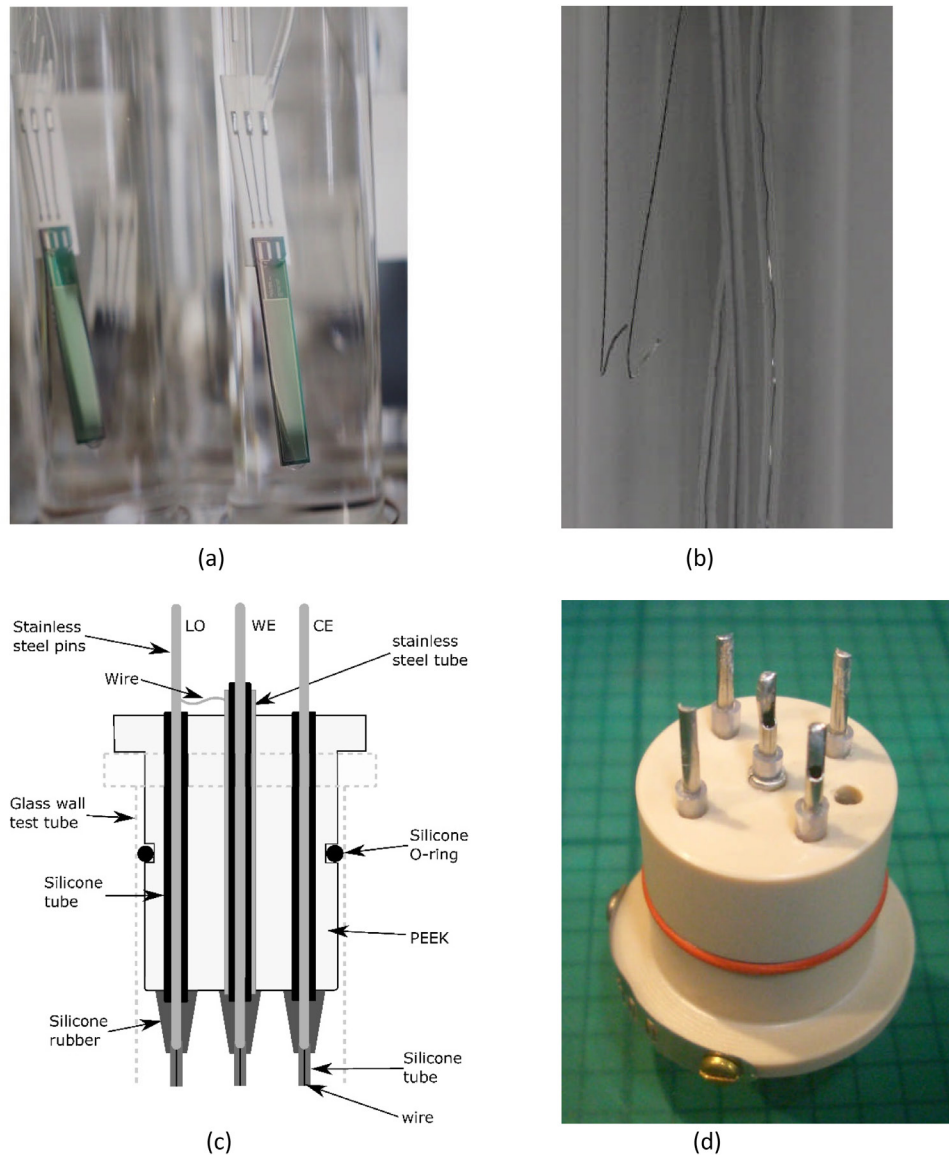 (a)
(b)
LO
WE
CE
Stainless
steel pins
stainless
steel tube
Wire
Glass wall
test tube
Silicone
O-ring
Silicone
tube
PEEK
Silicone
rubber
Silicone
tube
wire
(c)
(d)